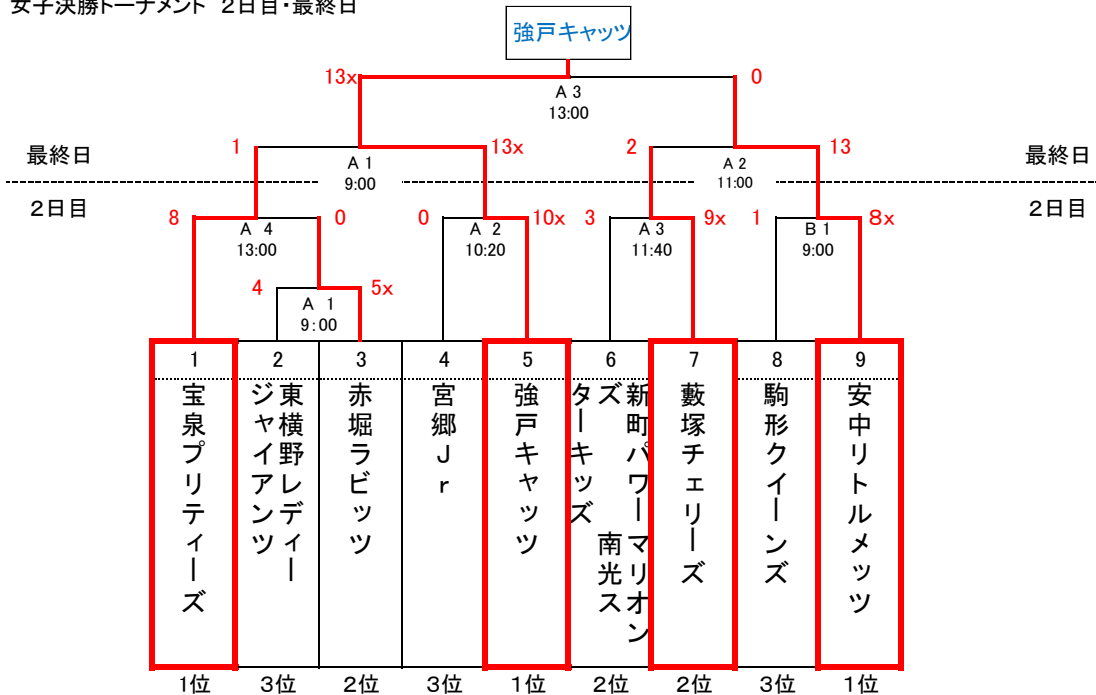 女子決勝トーナメント 2日目・最終日
強戸キャッツ
13x
0
A 3
13:00
最終日
1
13x
2
13
最終日
A 1
9:00
A 2
11:00
2日目
2日目
8
0
0
10x
3
9x
1
8x
A 4
13:00
A 2
10:20
A 3
11:40
B 1
9:00
4
5x
A 1
9:00
1
2
3
4
5
6
7
8
9
宝泉プリティーズ
東横野レディー
ジャイアンツ
赤堀ラビッツ
宮郷Jr
強戸キャッツ
新町パワーマリオン
ズ 南光ス
ターキッズ
藪塚チェリーズ
駒形クイーンズ
安中リトルメッツ
1位
3位
2位
3位
1位
2位
2位
3位
1位